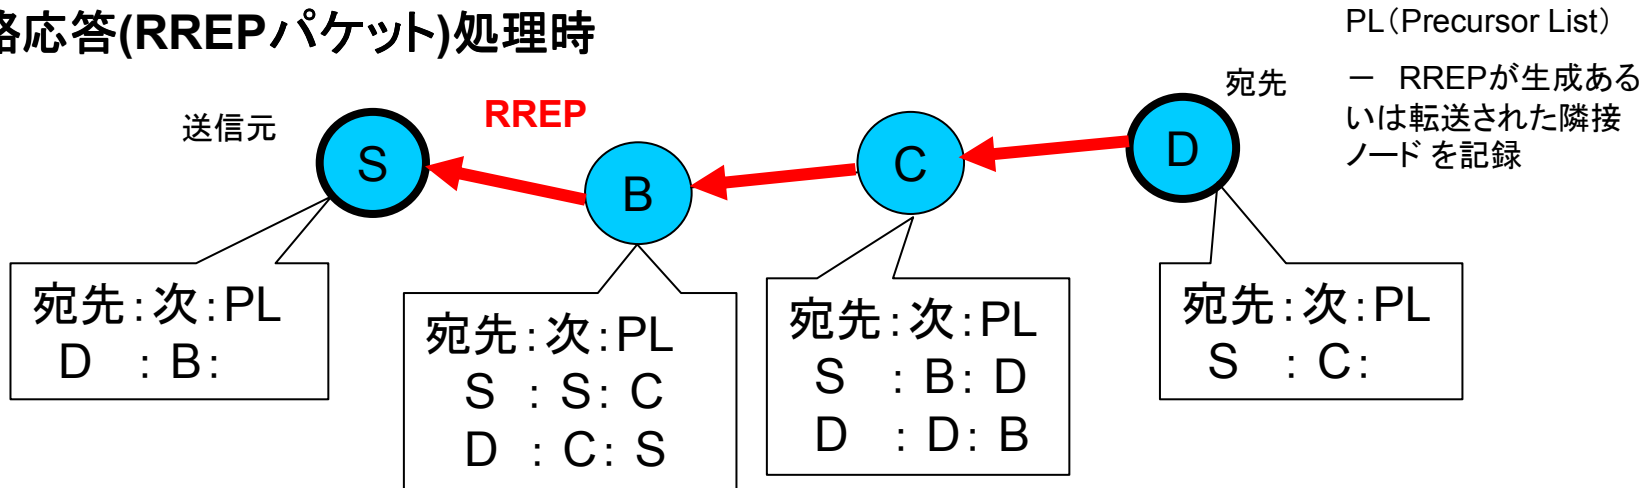 路応答(RREPパケット)処理時
PL(Precursor List)
― RREPが生成ある
いは転送された隣接
ノード を記録
送信元
RREP
宛先
S
B
C
D
宛先:次:PL
D : B:
宛先:次:PL
S : S: C
D : C: S
宛先:次:PL
S : B: D
D : D: B
宛先:次:PL
S : C: